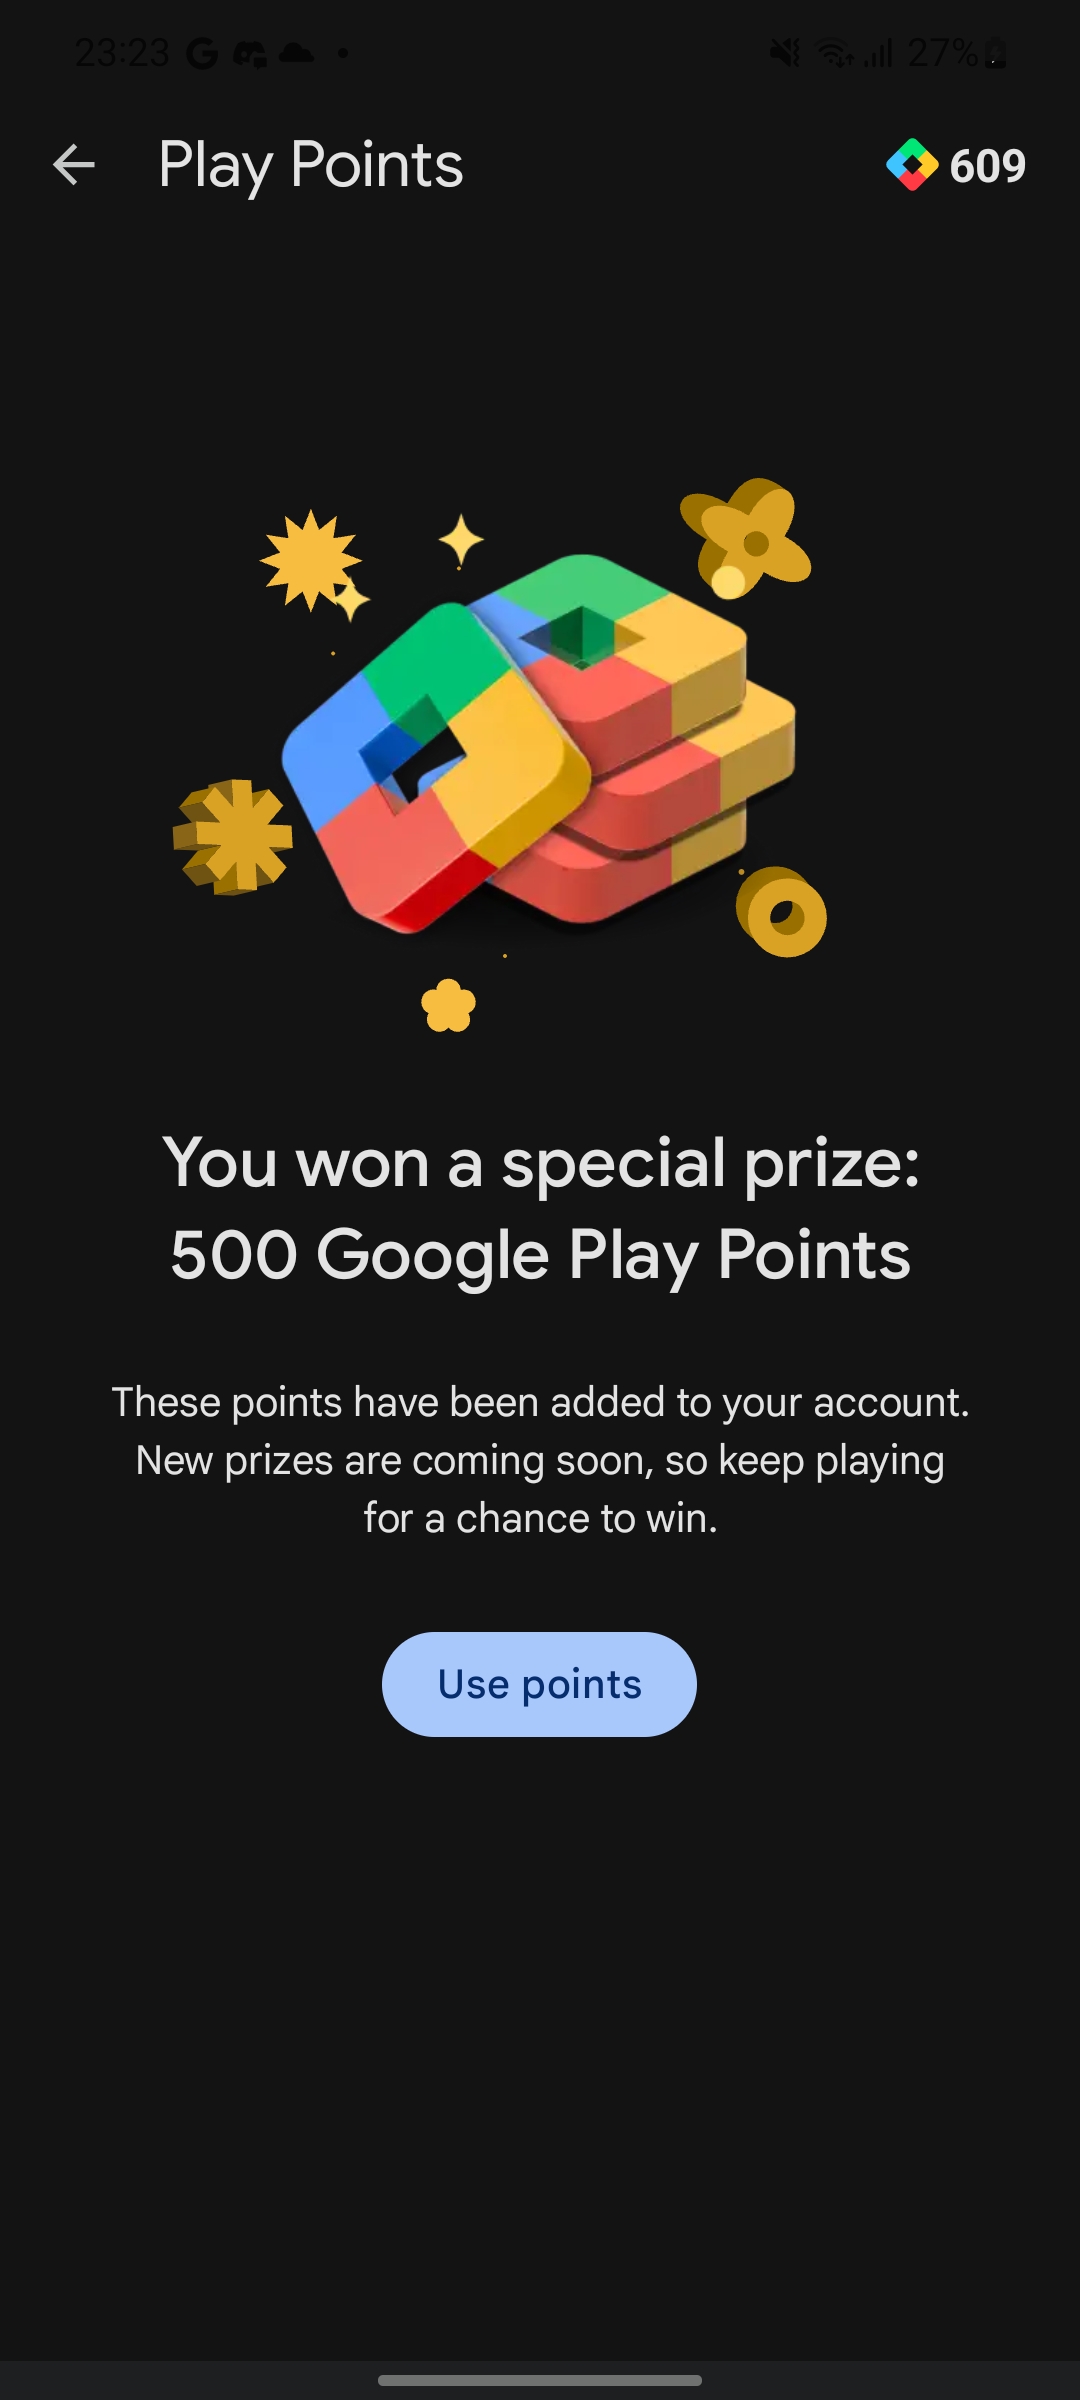 23:23
27%
Play Points
609
You won a special prize:
500 Google Play Points
These points have been added to your account.
New prizes are coming soon, so keep playing
for a chance to win.
Use points